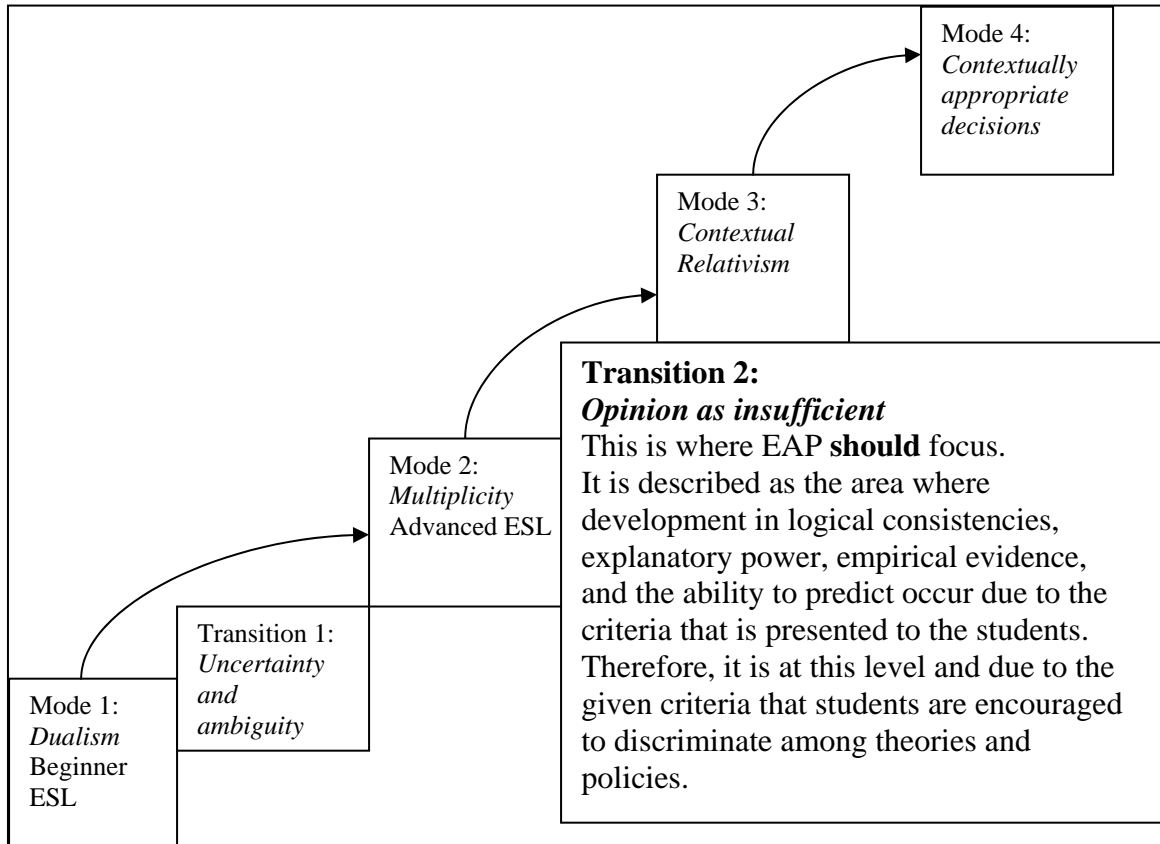 Mode 4:
Contextually
appropriate
decisions
Mode 3:
Contextual
Relativism
Transition 2:
Opinion as insufficient
This is where EAP should focus.
It is described as the area where
development in logical consistencies,
explanatory power, empirical evidence,
and the ability to predict occur due to the
criteria that is presented to the students.
Therefore, it is at this level and due to the
given criteria that students are encouraged
to discriminate among theories and
policies.
Mode 2:
Multiplicity
Advanced ESL
Transition 1:
Uncertainty
and
ambiguity
Mode 1:
Dualism
Beginner
ESL